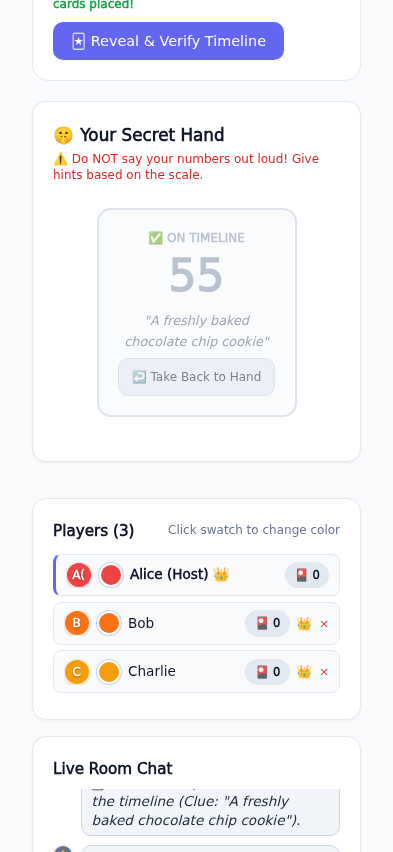 cards placed!
🃏 Reveal & Verify Timeline
🤫 Your Secret Hand
⚠️ Do NOT say your numbers out loud! Give
hints based on the scale.
✅ ON TIMELINE
55
"A freshly baked
chocolate chip cookie"
↩️ Take Back to Hand
Players (3)
Click swatch to change color
A( Alice (Host) 👑 🎴 0
B Bob 🎴 0 👑 ×
C Charlie 🎴 0 👑 ×
Live Room Chat
the timeline (Clue: "A freshly
baked chocolate chip cookie").